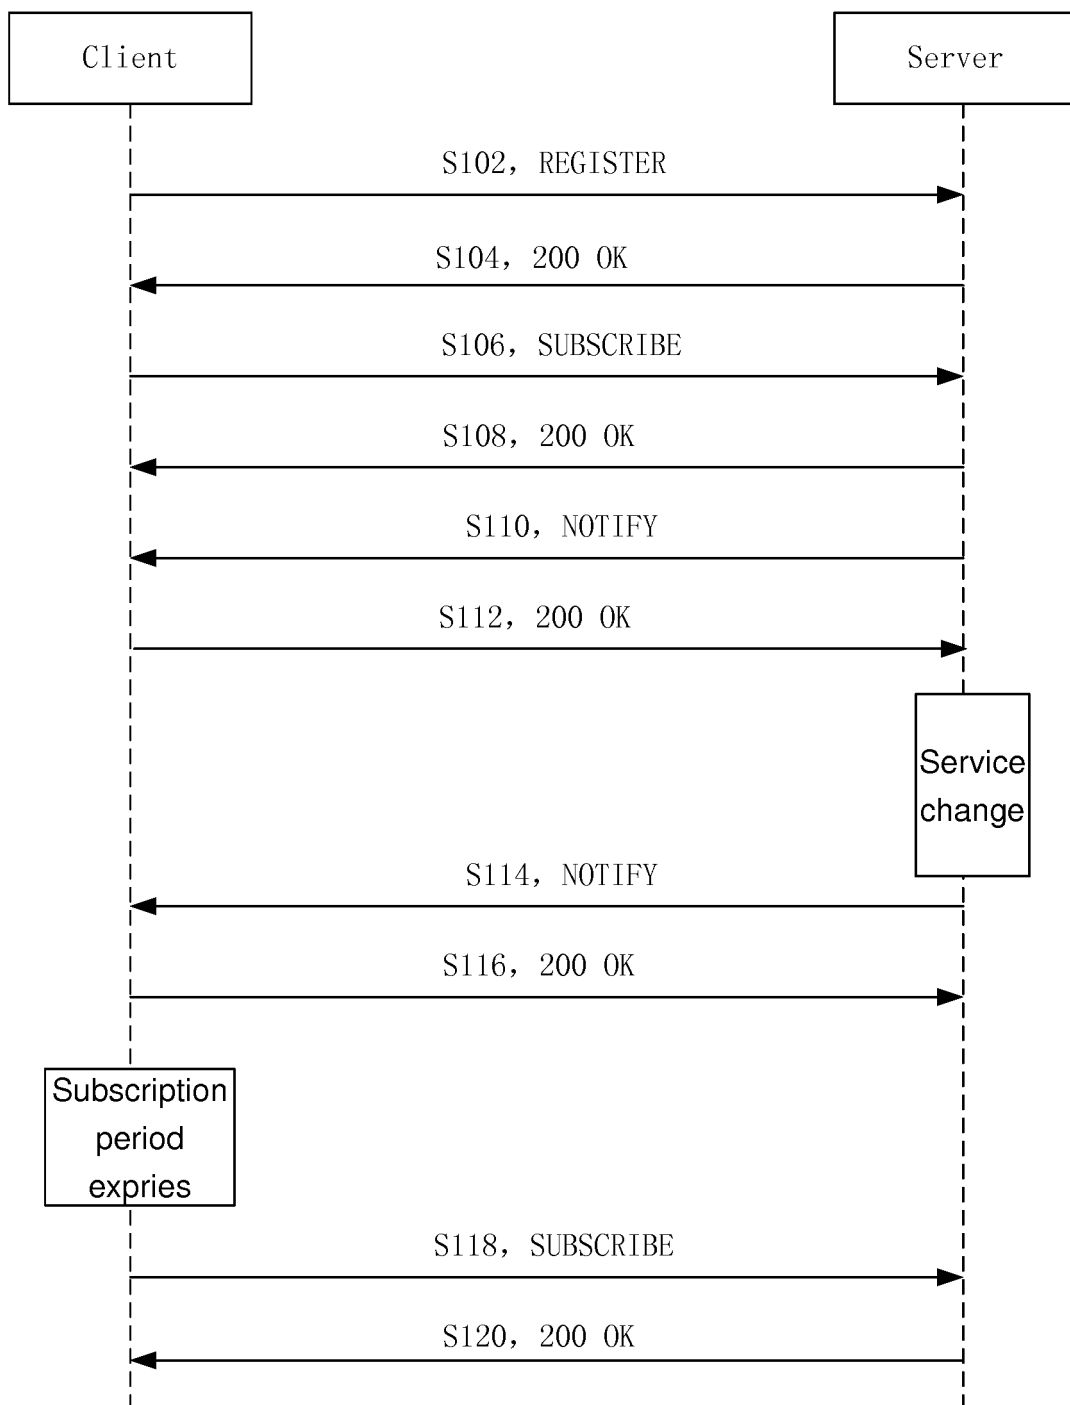 Client
Server
S102, REGISTER
S104, 200 OK
S106, SUBSCRIBE
S108, 200 OK
S110, NOTIFY
S112, 200 OK
Service
change
S114, NOTIFY
S116, 200 OK
Subscription
period
expries
S118, SUBSCRIBE
S120, 200 OK